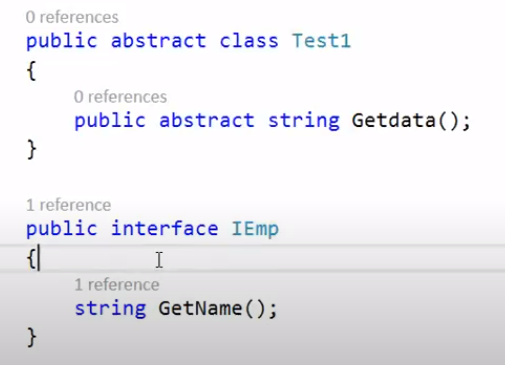 0 references
public abstract class Test1
{
0 references
public abstract string Getdata();
}
1 reference
public interface IEmp
{
1 reference
string GetName();
}